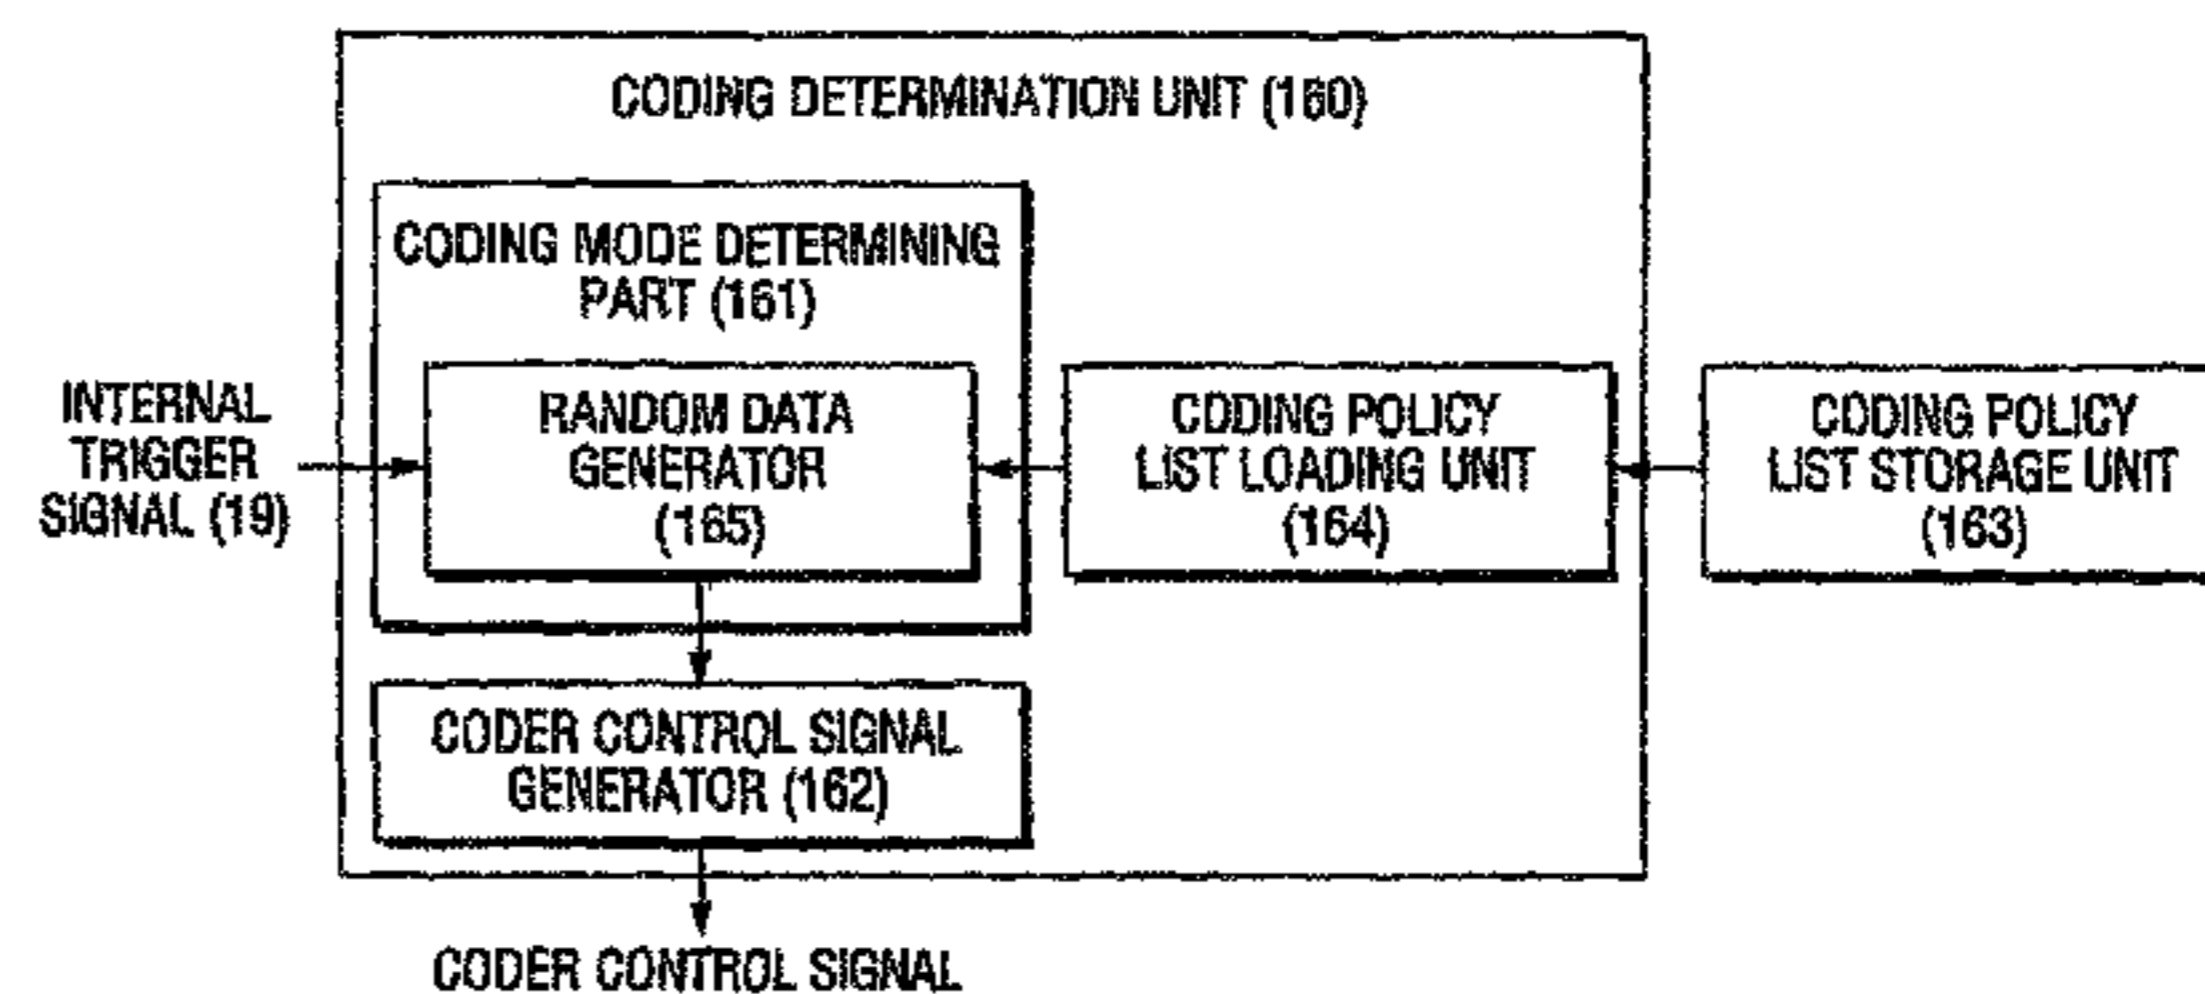 CODING DETERMINATION UNIT (160)
CODING MODE DETERMINING
PART (161)
INTERNAL
TRIGGER
SIGNAL (19)
RANDOM DATA
GENERATOR
(165)
CODING POLICY
LIST LOADING UNIT
(164)
CODING POLICY
LIST STORAGE UNIT
(163)
CODER CONTROL SIGNAL
GENERATOR (162)
CODER CONTROL SIGNAL